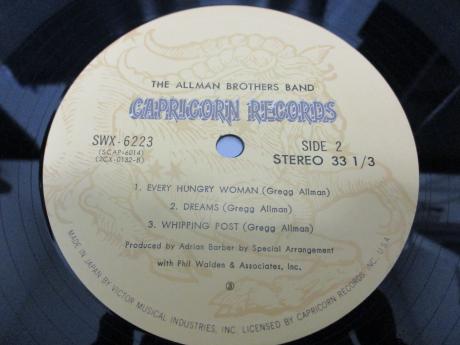 THE ALLMAN BROTHERS BAND
CAPRICORN RECORDS
SWX-6223
(SCAP-6014)
(2CX-0132-B)
SIDE 2
STEREO 33 1/3
1. EVERY HUNGRY WOMAN (Gregg Allman)
2. DREAMS (Gregg Allman)
3. WHIPPING POST (Gregg Allman)
Produced by Adrian Barber by Special Arrangement
with Phil Walden & Associates, Inc.
MADE IN JAPAN BY VICTOR MUSICAL INDUSTRIES, INC. LICENSED BY CAPRICORN RECORDS, INC. U.S.A.